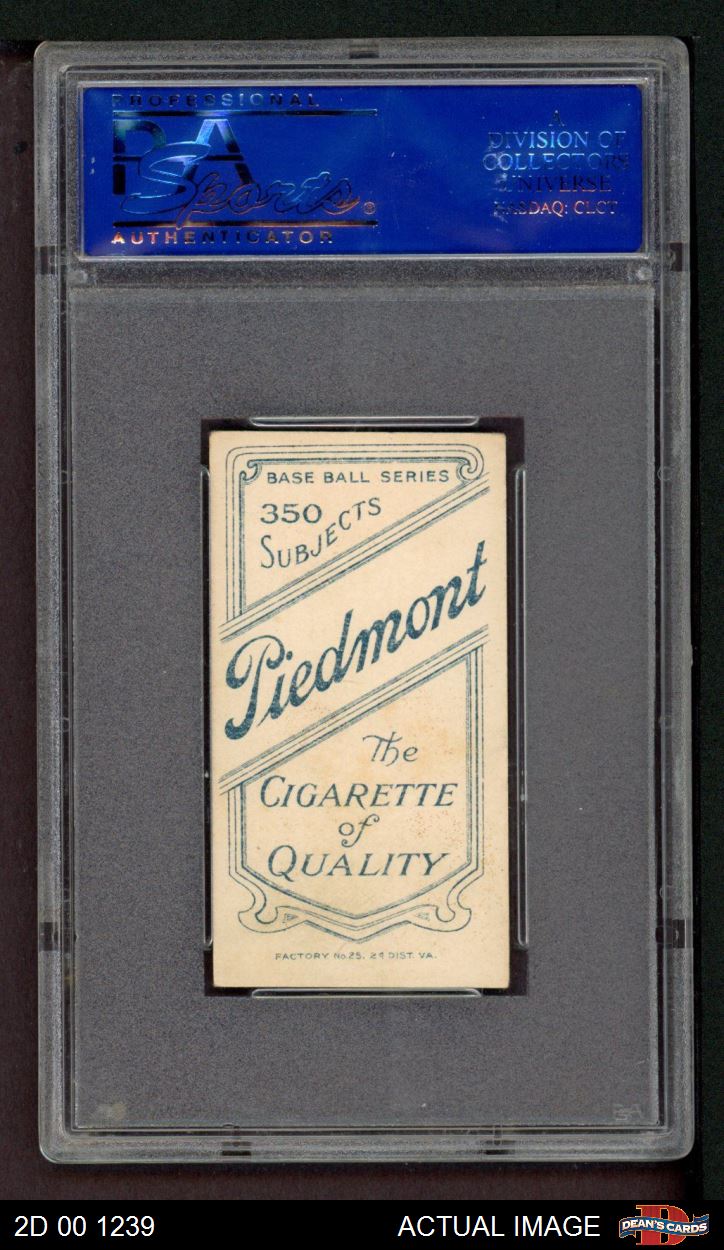 PROFESSIONAL
PSA
Sports®
AUTHENTICATOR
A
DIVISION OF
COLLECTORS
UNIVERSE
NASDAQ: CLCT
BASE BALL SERIES
350
SUBJECTS
Piedmont
The
CIGARETTE
of
QUALITY
FACTORY No. 25. 2d DIST. VA.
PSA
2D 00 1239
ACTUAL IMAGE
D
DEAN'S CARDS